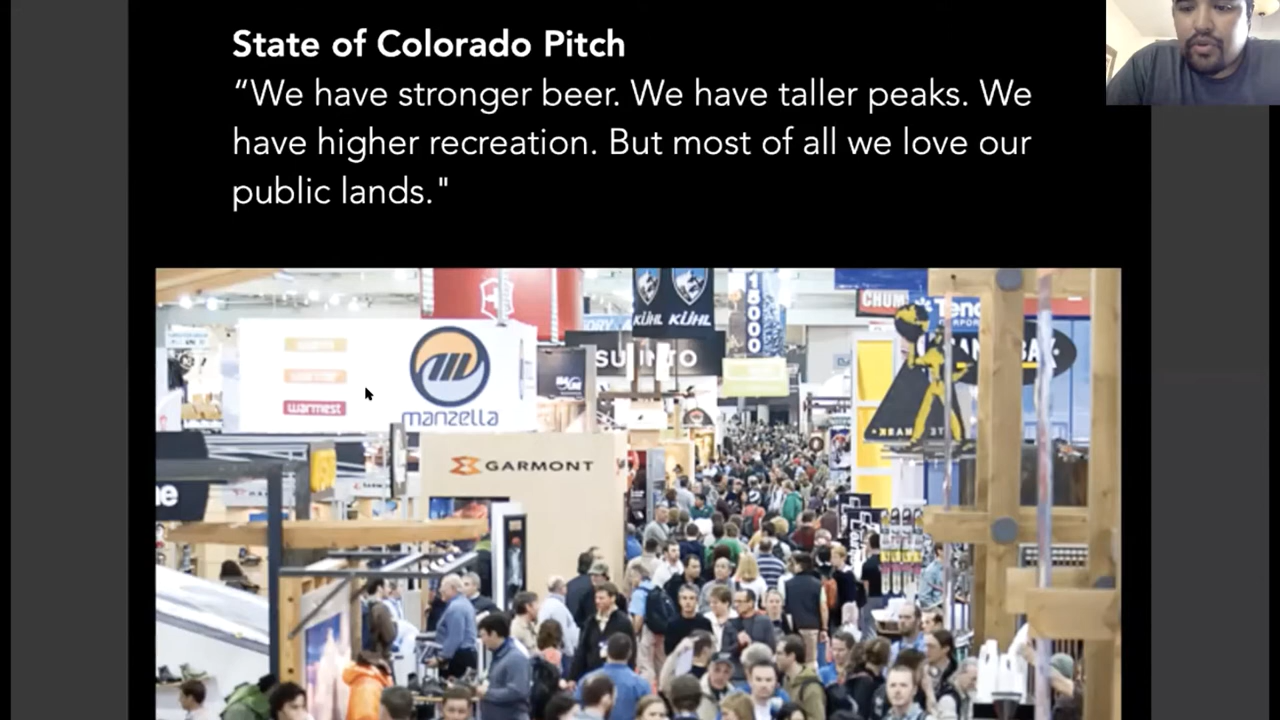 State of Colorado Pitch
“We have stronger beer. We have taller peaks. We
have higher recreation. But most of all we love our
public lands."
KÜHL KÜHL
15000
CHUM
SUUNTO
warmest
manzella
GARMONT